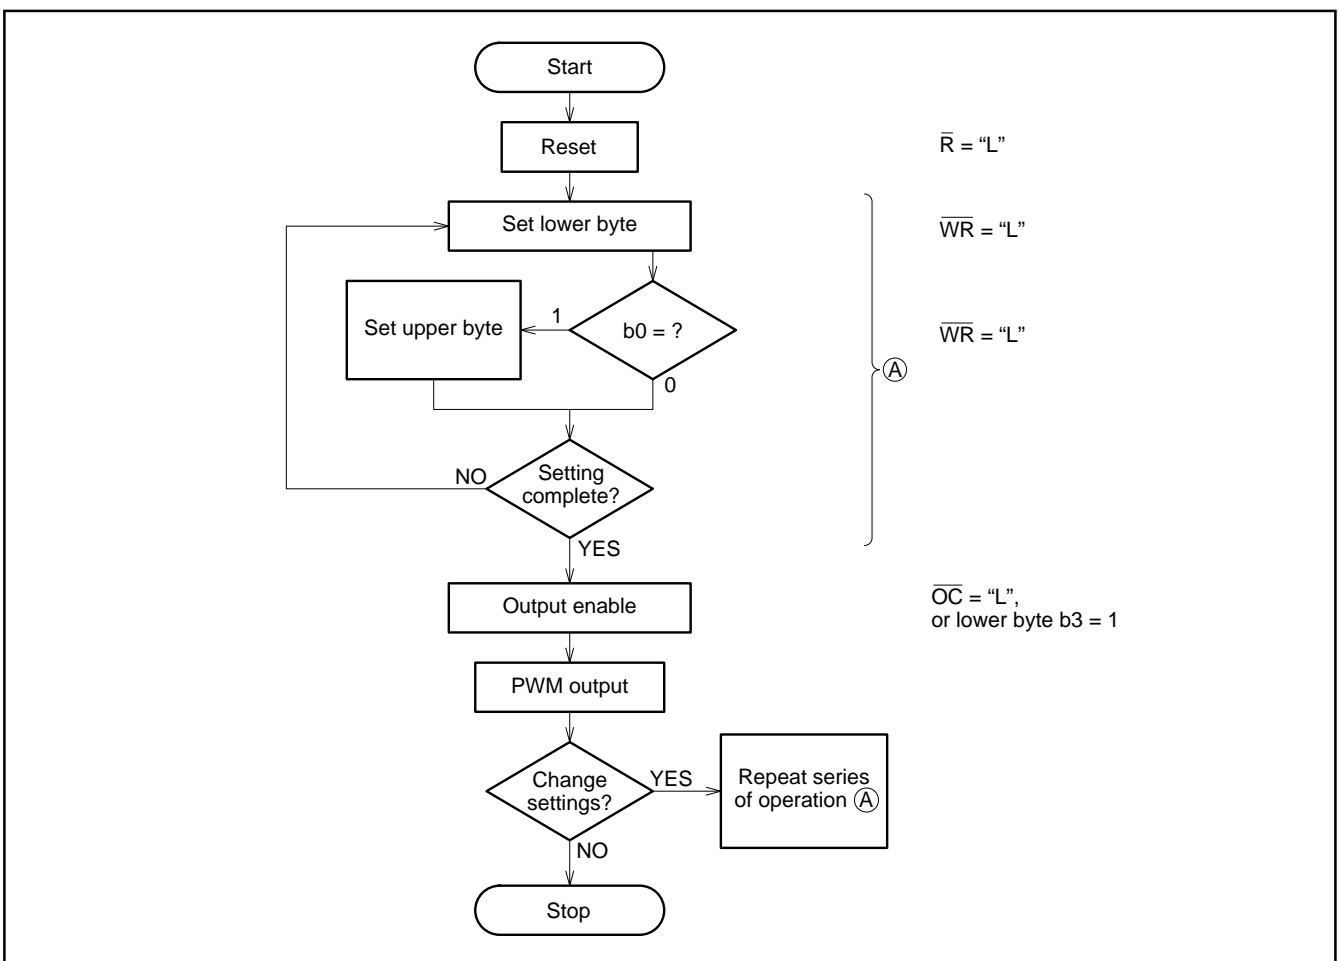 Start
Reset
R̅ = “L”
Set lower byte
W̅R̅ = “L”
Set upper byte
1
b0 = ?
W̅R̅ = “L”
0
A
NO
Setting
complete?
YES
Output enable
O̅C̅ = “L”,
or lower byte b3 = 1
PWM output
Change
settings?
YES
Repeat series
of operation Ⓐ
NO
Stop